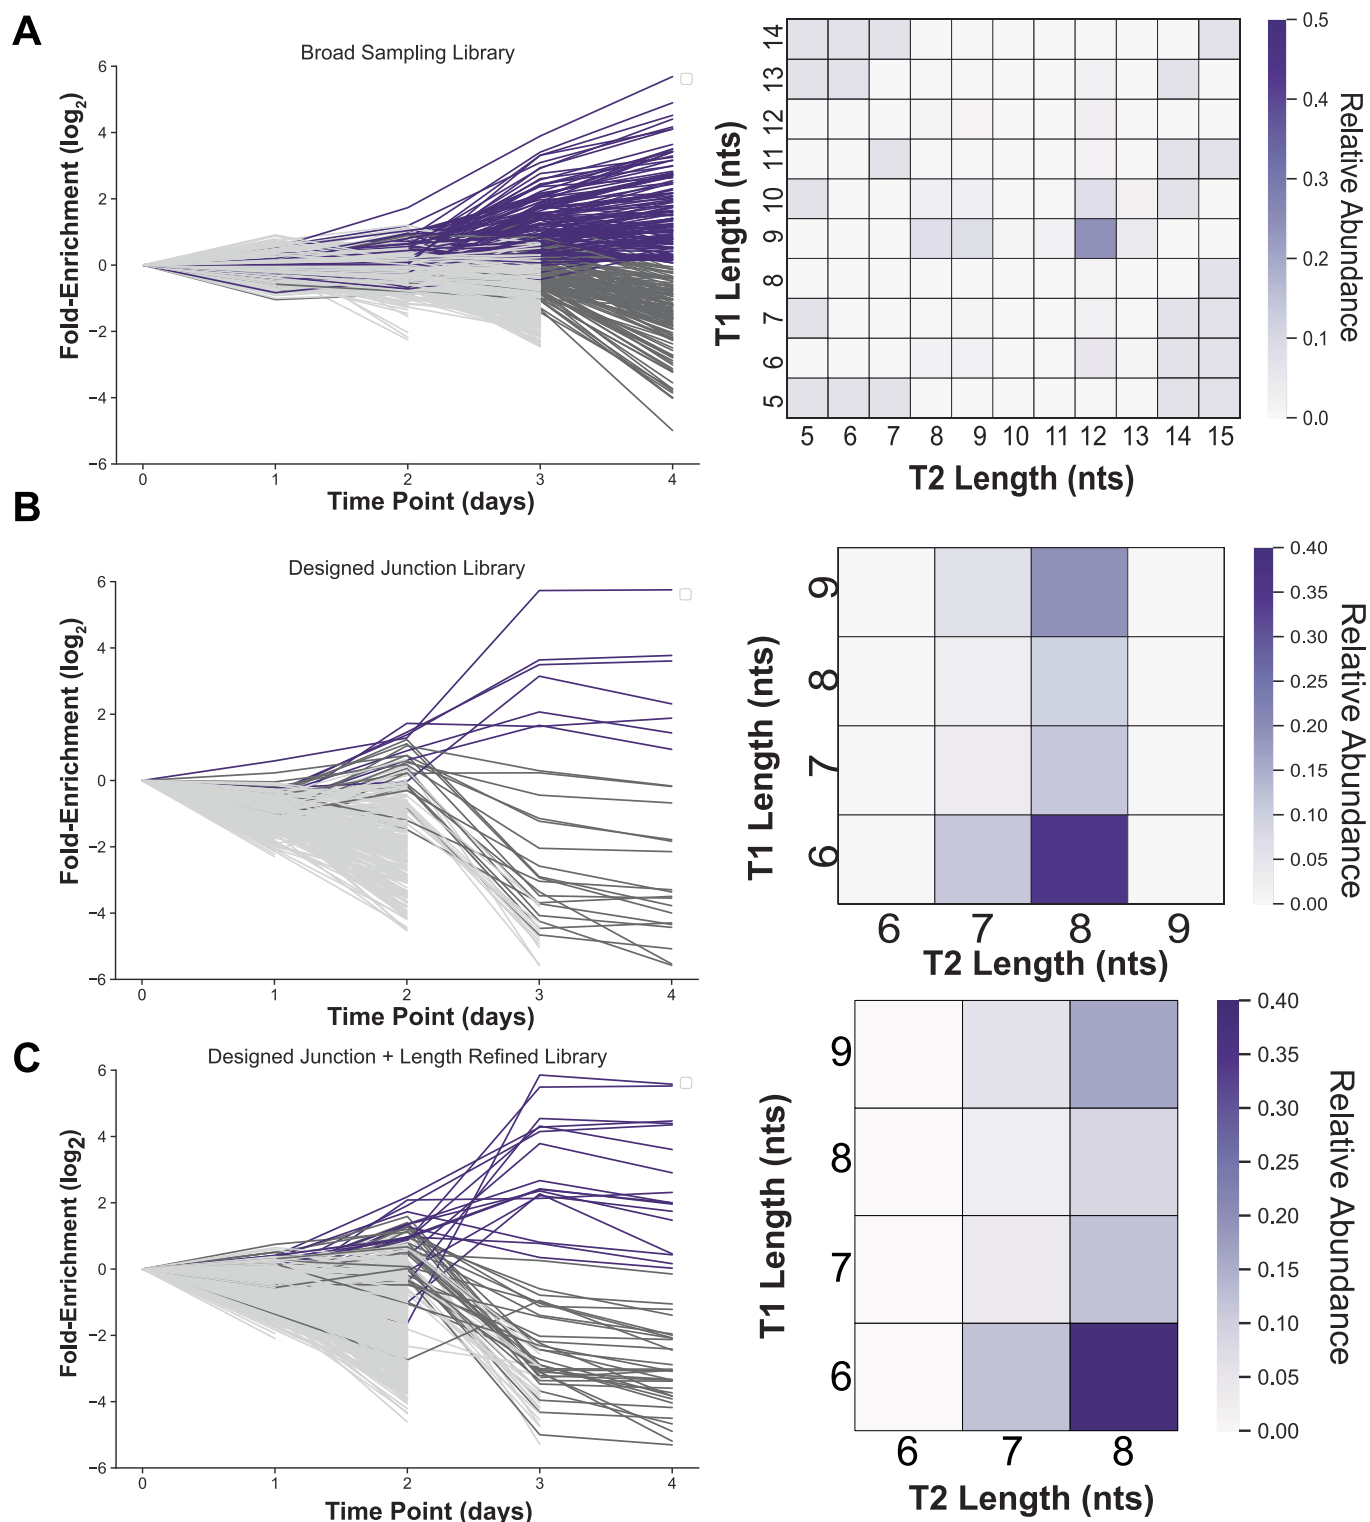 A
Broad Sampling Library
Fold-Enrichment (log2)
6
4
2
0
−2
−4
−6
0 1 2 3 4
Time Point (days)
T1 Length (nts)
14
13
12
11
10
9
8
7
6
5
5 6 7 8 9 10 11 12 13 14 15
T2 Length (nts)
0.5
0.4
0.3
0.2
0.1
0.0
Relative Abundance
B
Designed Junction Library
Fold-Enrichment (log2)
6
4
2
0
−2
−4
−6
0 1 2 3 4
Time Point (days)
T1 Length (nts)
9
8
7
6
6 7 8 9
T2 Length (nts)
0.40
0.35
0.30
0.25
0.20
0.15
0.10
0.05
0.00
Relative Abundance
C
Designed Junction + Length Refined Library
Fold-Enrichment (log2)
6
4
2
0
−2
−4
−6
0 1 2 3 4
Time Point (days)
T1 Length (nts)
9
8
7
6
6 7 8
T2 Length (nts)
0.40
0.35
0.30
0.25
0.20
0.15
0.10
0.05
0.00
Relative Abundance